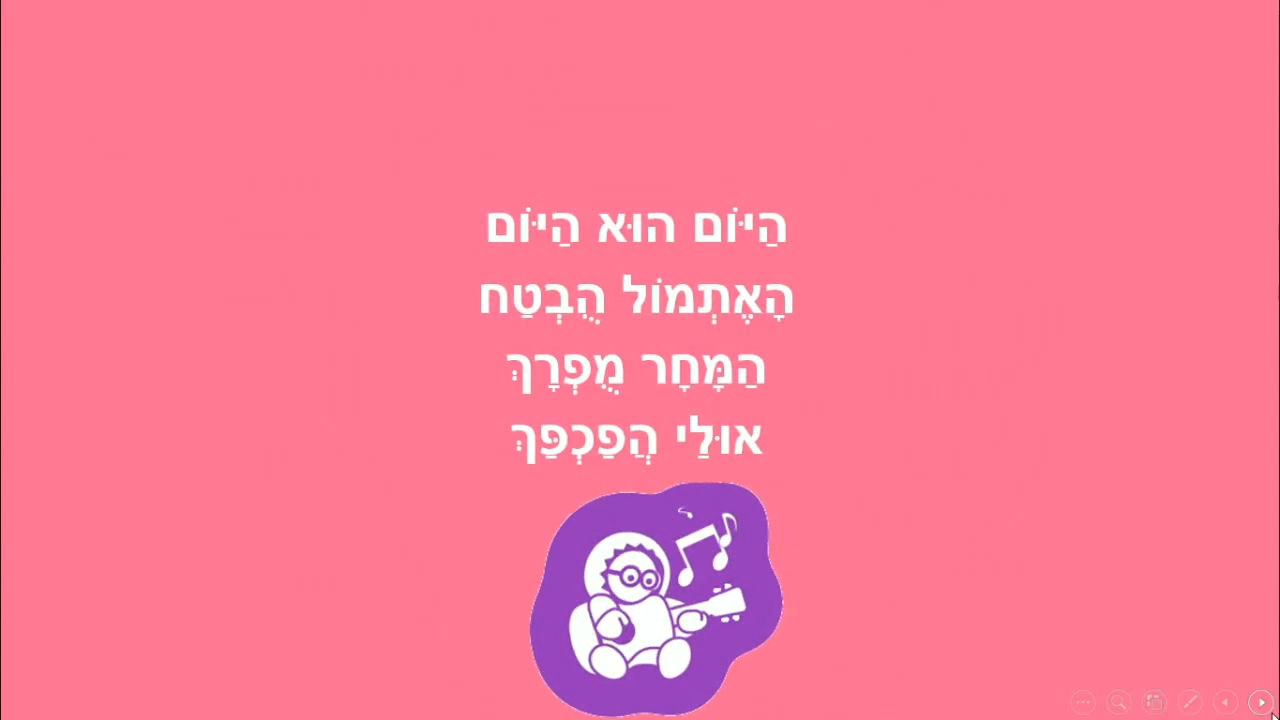 הַיּוֹם הוּא הַיּוֹם
הָאֶתְמוֹל הֻבְטַח
הַמָּחָר מֻפְרָךְ
אוּלַי הֲפַכְפַּךְ